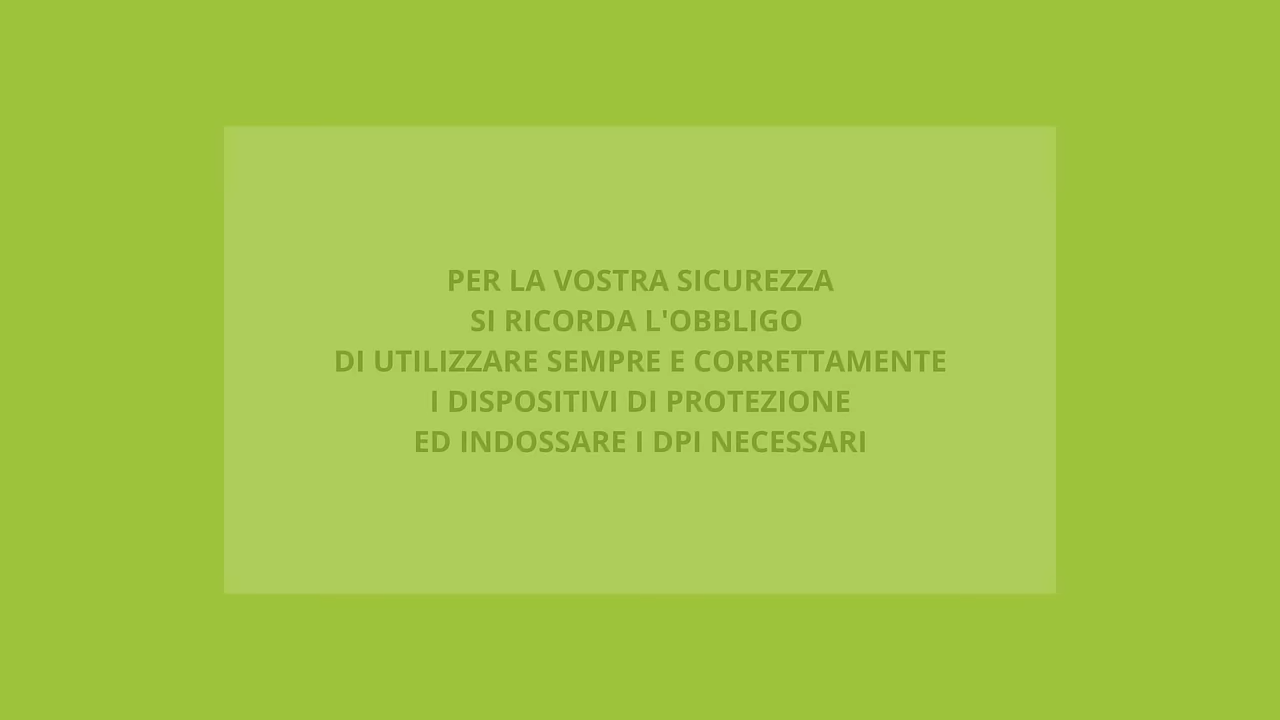 PER LA VOSTRA SICUREZZA
SI RICORDA L'OBBLIGO
DI UTILIZZARE SEMPRE E CORRETTAMENTE
I DISPOSITIVI DI PROTEZIONE
ED INDOSSARE I DPI NECESSARI